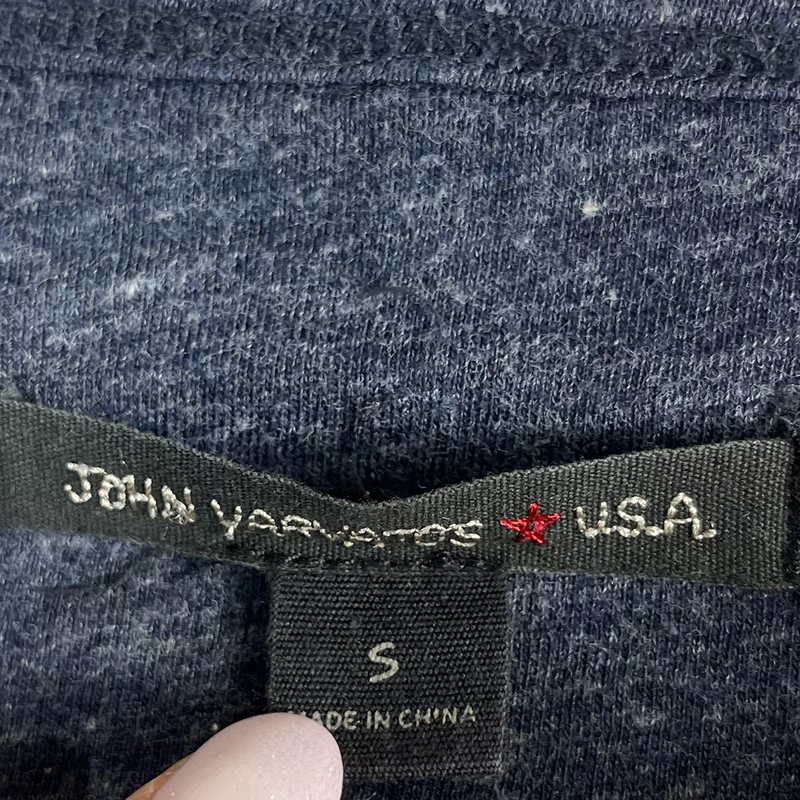 JOHN VARVATOS ★ U.S.A.
S
MADE IN CHINA